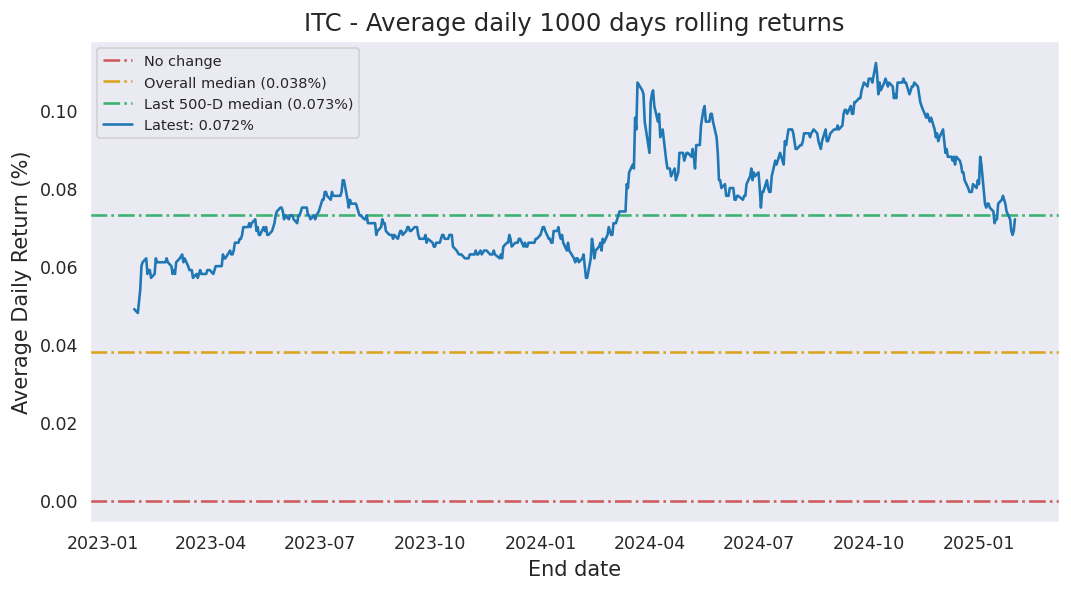 ITC - Average daily 1000 days rolling returns
No change
Overall median (0.038%)
Last 500-D median (0.073%)
Latest: 0.072%
Average Daily Return (%)
0.10
0.08
0.06
0.04
0.02
0.00
2023-01 2023-04 2023-07 2023-10 2024-01 2024-04 2024-07 2024-10 2025-01
End date